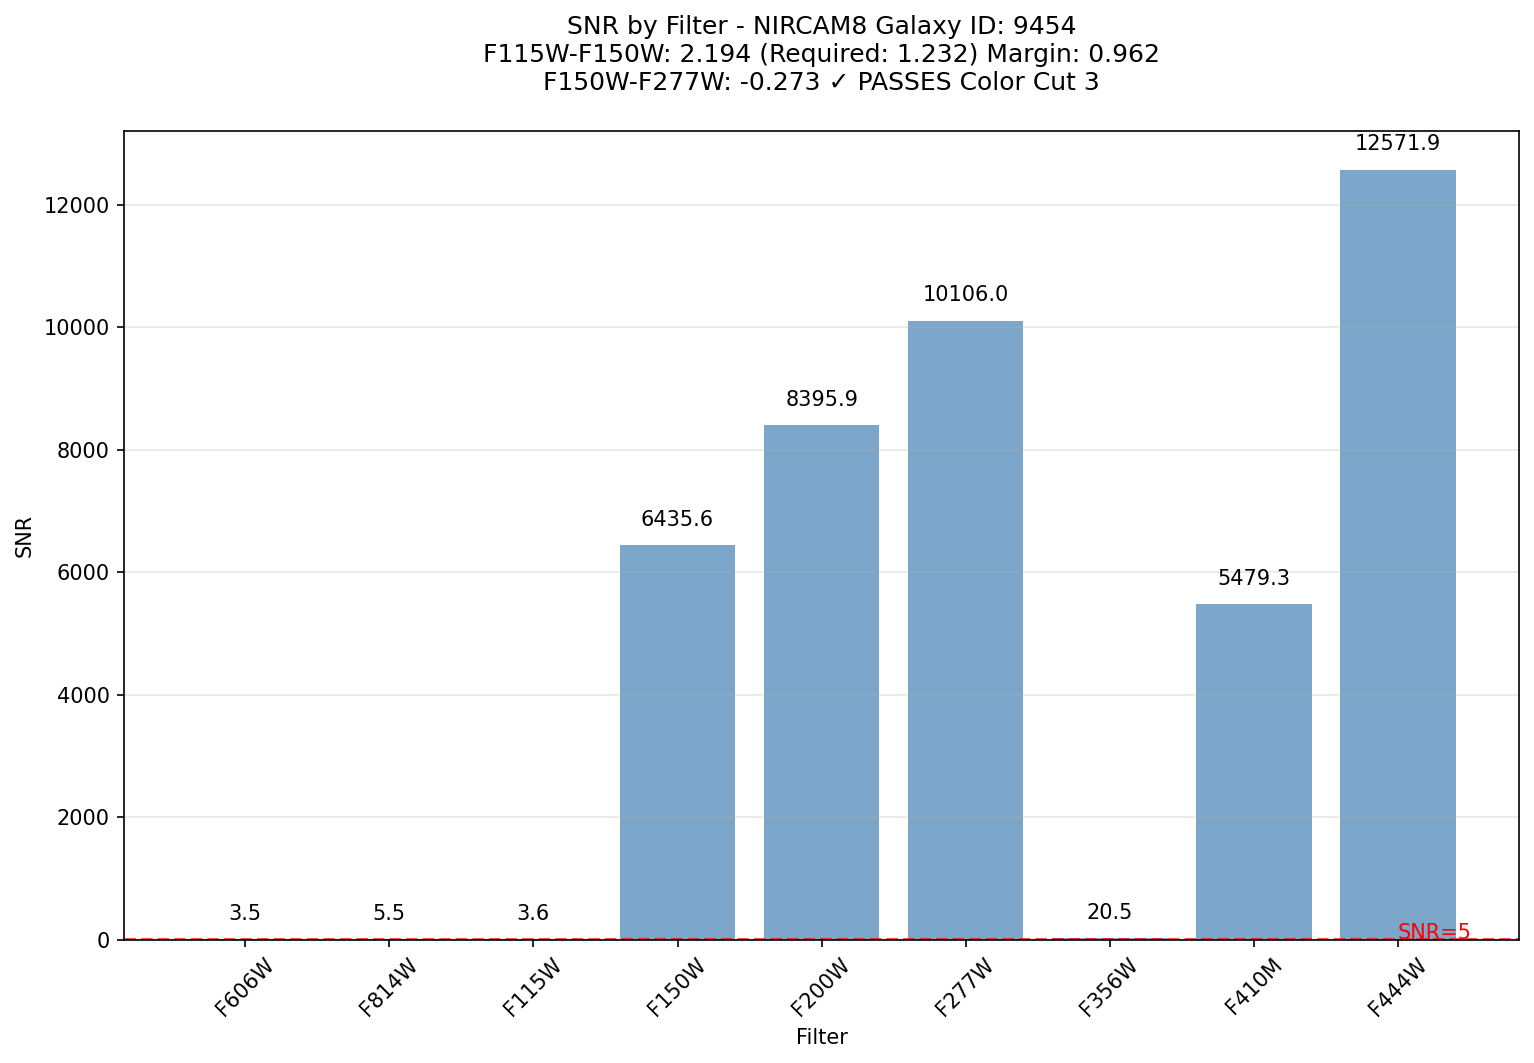 SNR by Filter - NIRCAM8 Galaxy ID: 9454
F115W-F150W: 2.194 (Required: 1.232) Margin: 0.962
F150W-F277W: -0.273 ✓ PASSES Color Cut 3
12571.9
12000
10106.0
10000
8395.9
8000
6435.6
SNR
6000
5479.3
4000
2000
3.5
5.5
3.6
20.5
SNR=5
0
F606W
F814W
F115W
F150W
F200W
F277W
F356W
F410M
F444W
Filter